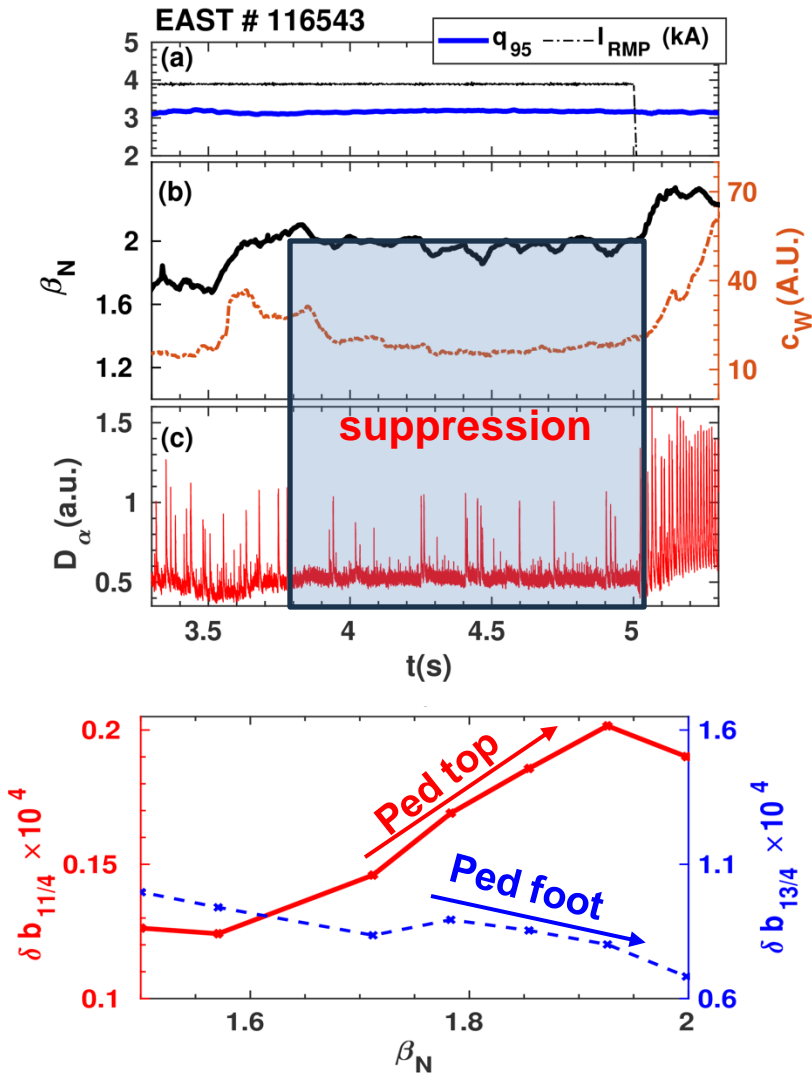 EAST # 116543
q95 I RMP (kA)
(a)
5
4
3
2
(b)
βN
2
1.6
1.2
70
40
10
cW (A.U.)
(c)
suppression
Dα(a.u.)
1.5
1
0.5
3.5 4 4.5 5
t(s)
Ped top
Ped foot
δ b11/4 ×10^4
0.2
0.15
0.1
1.6
1.1
0.6
δ b13/4 ×10^4
1.6 1.8 2
βN